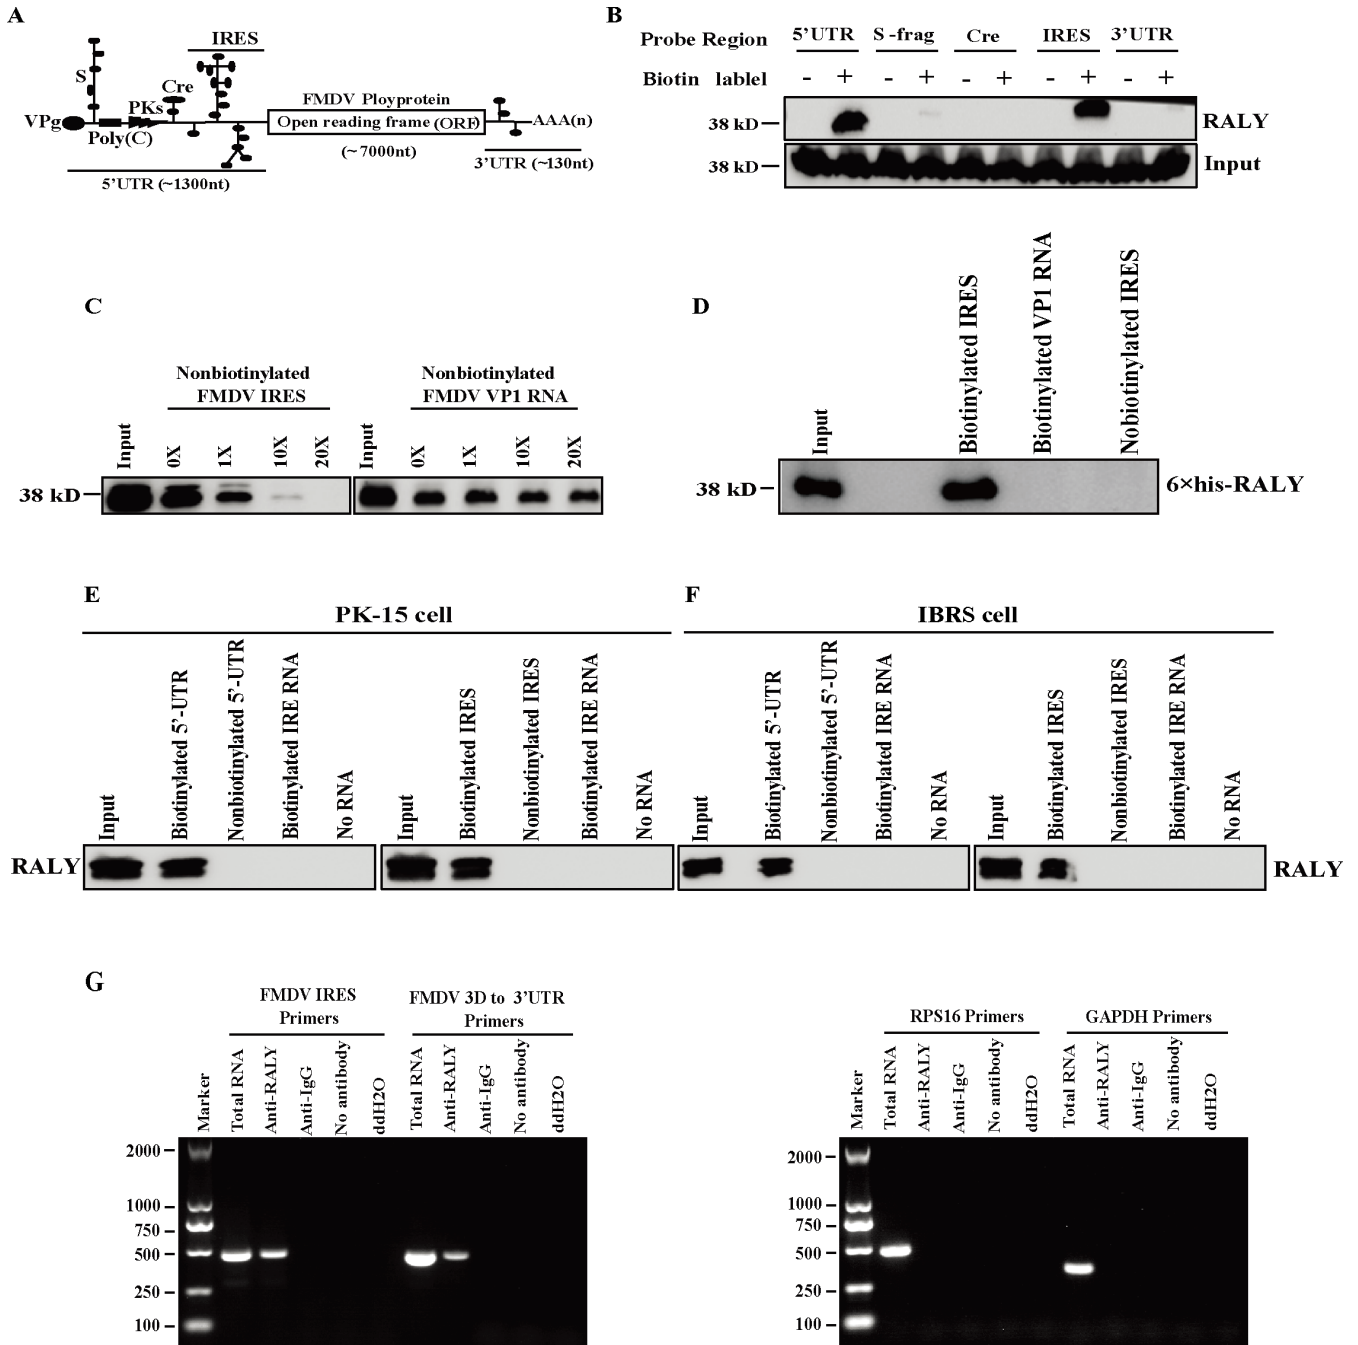 A
IRES
S
Cre
PKs
VPg
Poly(C)
FMDV Ployprotein
Open reading frame (ORF)
(~7000nt)
AAA(n)
3'UTR (~130nt)
5'UTR (~1300nt)
B
Probe Region 5'UTR S-frag Cre IRES 3'UTR
Biotin lablel - + - + - + - + - +
38 kD RALY
38 kD Input
C
Nonbiotinylated
FMDV IRES
Nonbiotinylated
FMDV VP1 RNA
Input 0X 1X 10X 20X Input 0X 1X 10X 20X
38 kD
D
Input Biotinylated IRES Biotinylated VP1 RNA Nobiotinylated IRES
38 kD 6×his-RALY
E
PK-15 cell
Input Biotinylated 5'-UTR Nonbiotinylated 5'-UTR Biotinylated IRE RNA No RNA
Input Biotinylated IRES Nonbiotinylated IRES Biotinylated IRE RNA No RNA
RALY
F
IBRS cell
Input Biotinylated 5'-UTR Nonbiotinylated 5'-UTR Biotinylated IRE RNA No RNA
Input Biotinylated IRES Nonbiotinylated IRES Biotinylated IRE RNA No RNA
RALY
G
FMDV IRES
Primers
FMDV 3D to 3'UTR
Primers
Marker Total RNA Anti-RALY Anti-IgG No antibody ddH2O Total RNA Anti-RALY Anti-IgG No antibody ddH2O
2000
1000
750
500
250
100
RPS16 Primers GAPDH Primers
Marker Total RNA Anti-RALY Anti-IgG No antibody ddH2O Total RNA Anti-RALY Anti-IgG No antibody ddH2O
2000
1000
750
500
250
100